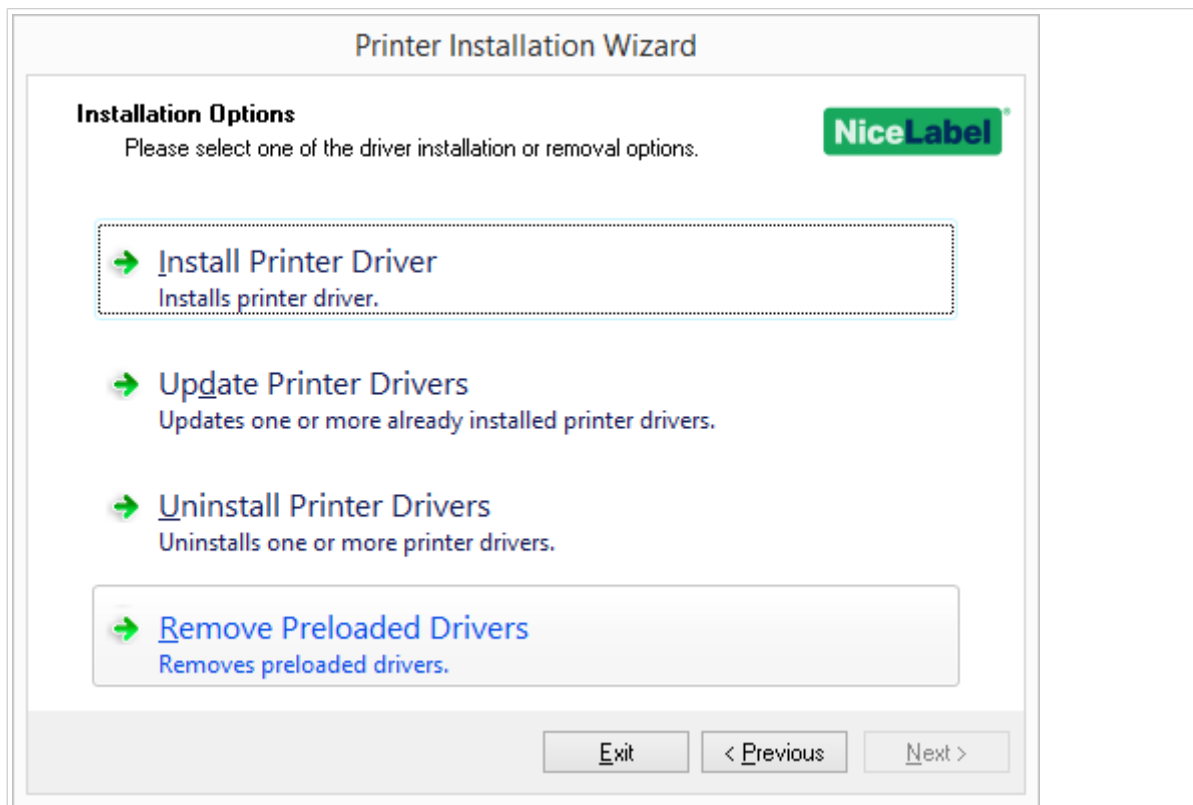 Printer Installation Wizard
Installation Options
Please select one of the driver installation or removal options.
NiceLabel®
Install Printer Driver
Installs printer driver.
Update Printer Drivers
Updates one or more already installed printer drivers.
Uninstall Printer Drivers
Uninstalls one or more printer drivers.
Remove Preloaded Drivers
Removes preloaded drivers.
Exit
< Previous
Next >